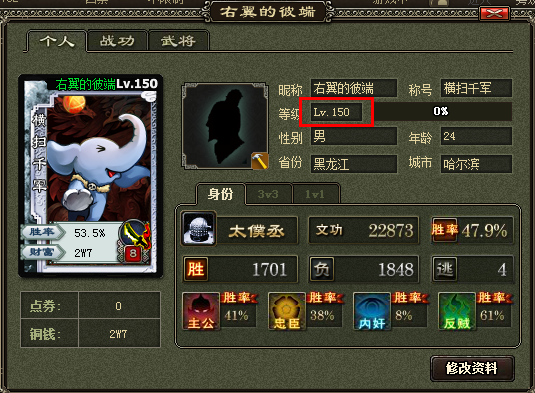 右翼的彼端
个人 战功 武将
右翼的彼端Lv.150
横扫千军
胜率 53.5%
财富 2W7
8
点券: 0
铜钱: 2W7
昵称 右翼的彼端 称号 横扫千军
等级 Lv.150 0%
性别 男 年龄 24
省份 黑龙江 城市 哈尔滨
身份 3v3 1v1
太僕丞 文功 22873 胜率 47.9%
胜 1701 负 1848 逃 4
主公 胜率 41% 忠臣 胜率 38% 内奸 胜率 8% 反贼 胜率 61%
修改资料